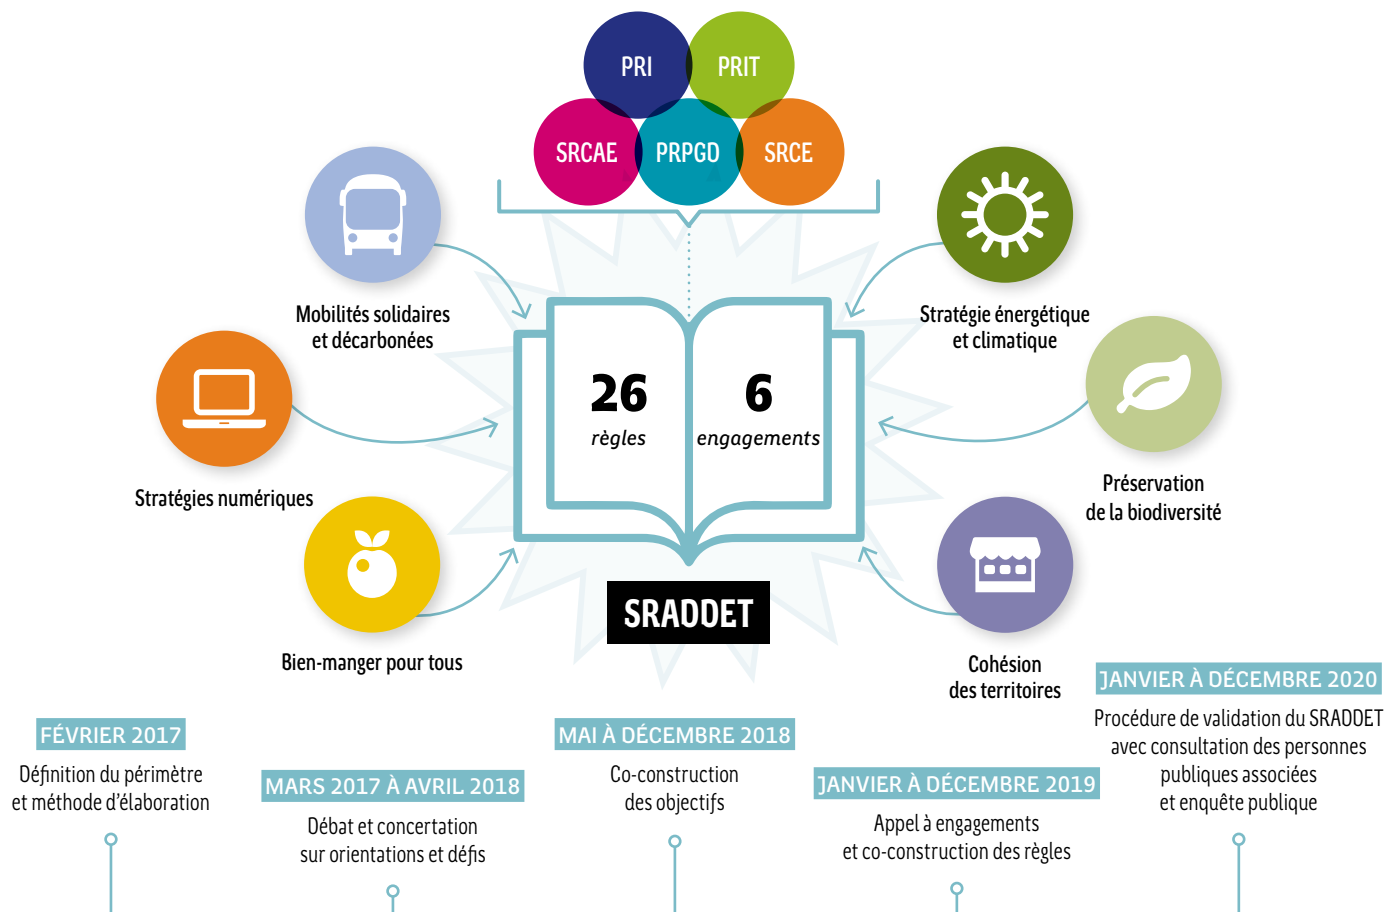 PRI
PRIT
SRCAE
PRPGD
SRCE
Mobilités solidaires
et décarbonées
Stratégie énergétique
et climatique
26
règles
6
engagements
Stratégies numériques
Préservation
de la biodiversité
SRADDET
Bien-manger pour tous
Cohésion
des territoires
FÉVRIER 2017
Définition du périmètre
et méthode d'élaboration
MARS 2017 À AVRIL 2018
Débat et concertation
sur orientations et défis
MAI À DÉCEMBRE 2018
Co-construction
des objectifs
JANVIER À DÉCEMBRE 2019
Appel à engagements
et co-construction des règles
JANVIER À DÉCEMBRE 2020
Procédure de validation du SRADDET
avec consultation des personnes
publiques associées
et enquête publique